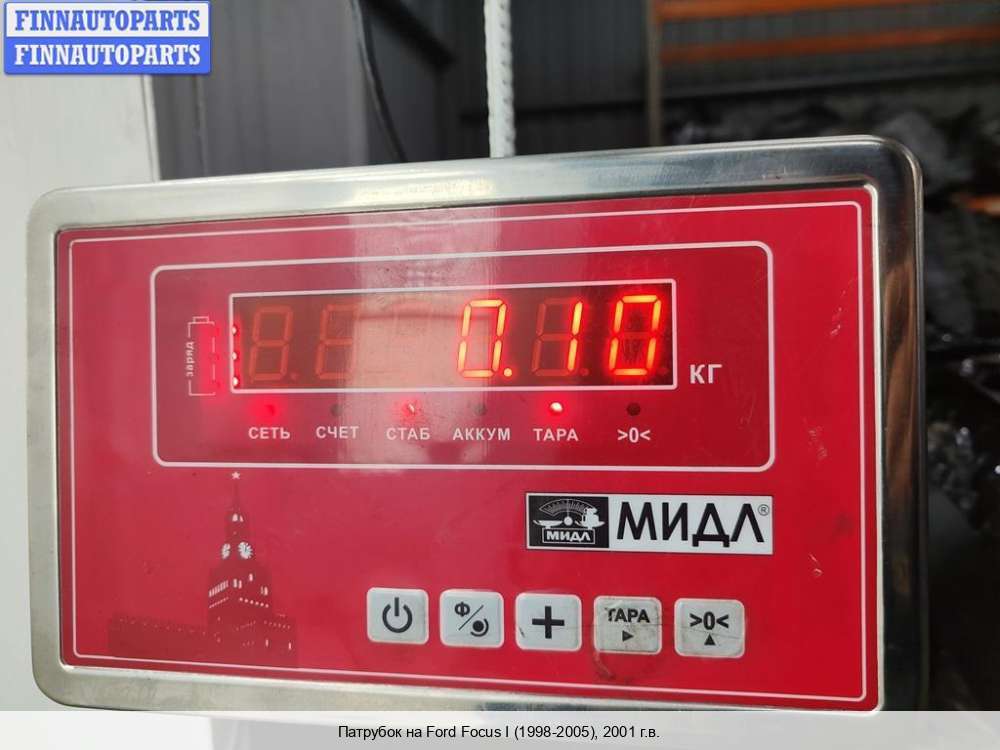 FINNAUTOPARTS
FINNAUTOPARTS
заряд
0.10
КГ
СЕТЬ СЧЕТ СТАБ АККУМ ТАРА >0<
МИДЛ МИДЛ®
Ф ТАРА >0<
Патрубок на Ford Focus I (1998-2005), 2001 г.в.